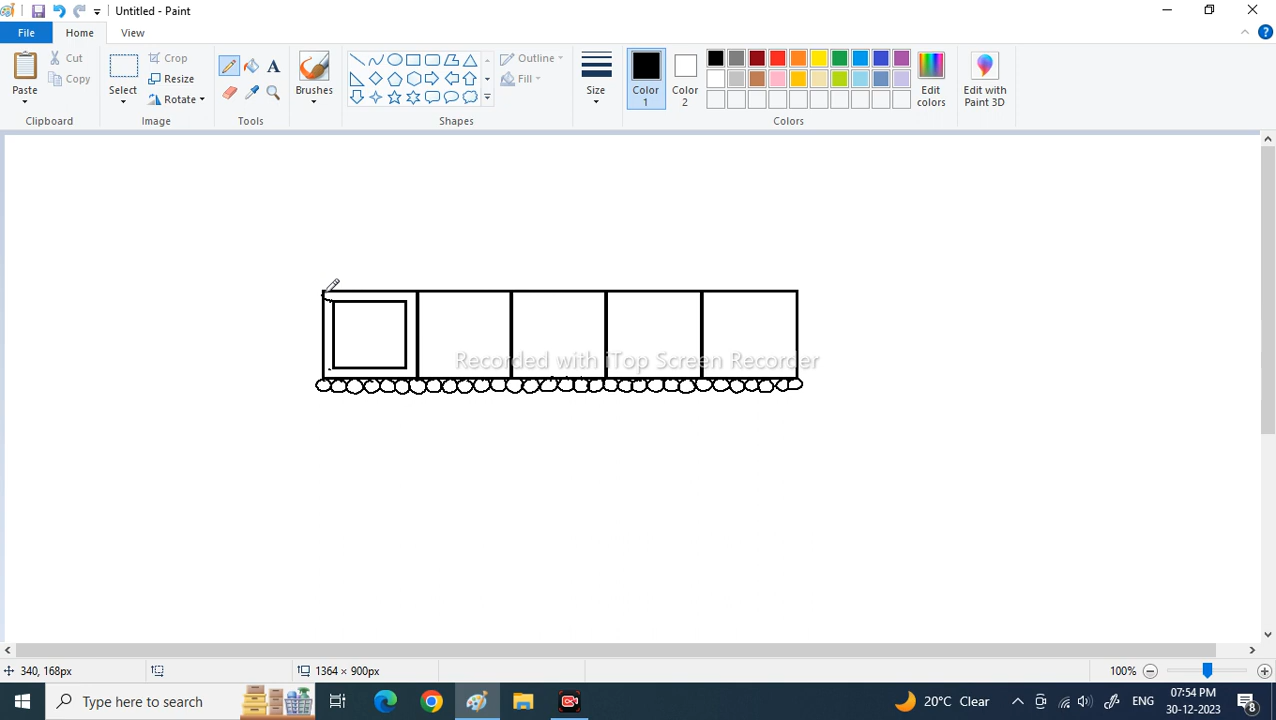 Untitled - Paint
File
Home
View
Paste
Cut
Copy
Clipboard
Select
Crop
Resize
Rotate
Image
Tools
A
Brushes
Shapes
Outline
Fill
Size
Color
1
Color
2
Edit
colors
Colors
Edit with
Paint 3D
Recorded with iTop Screen Recorder
340, 168px
1364 × 900px
100%
Type here to search
20°C Clear
ENG
07:54 PM
30-12-2023
8